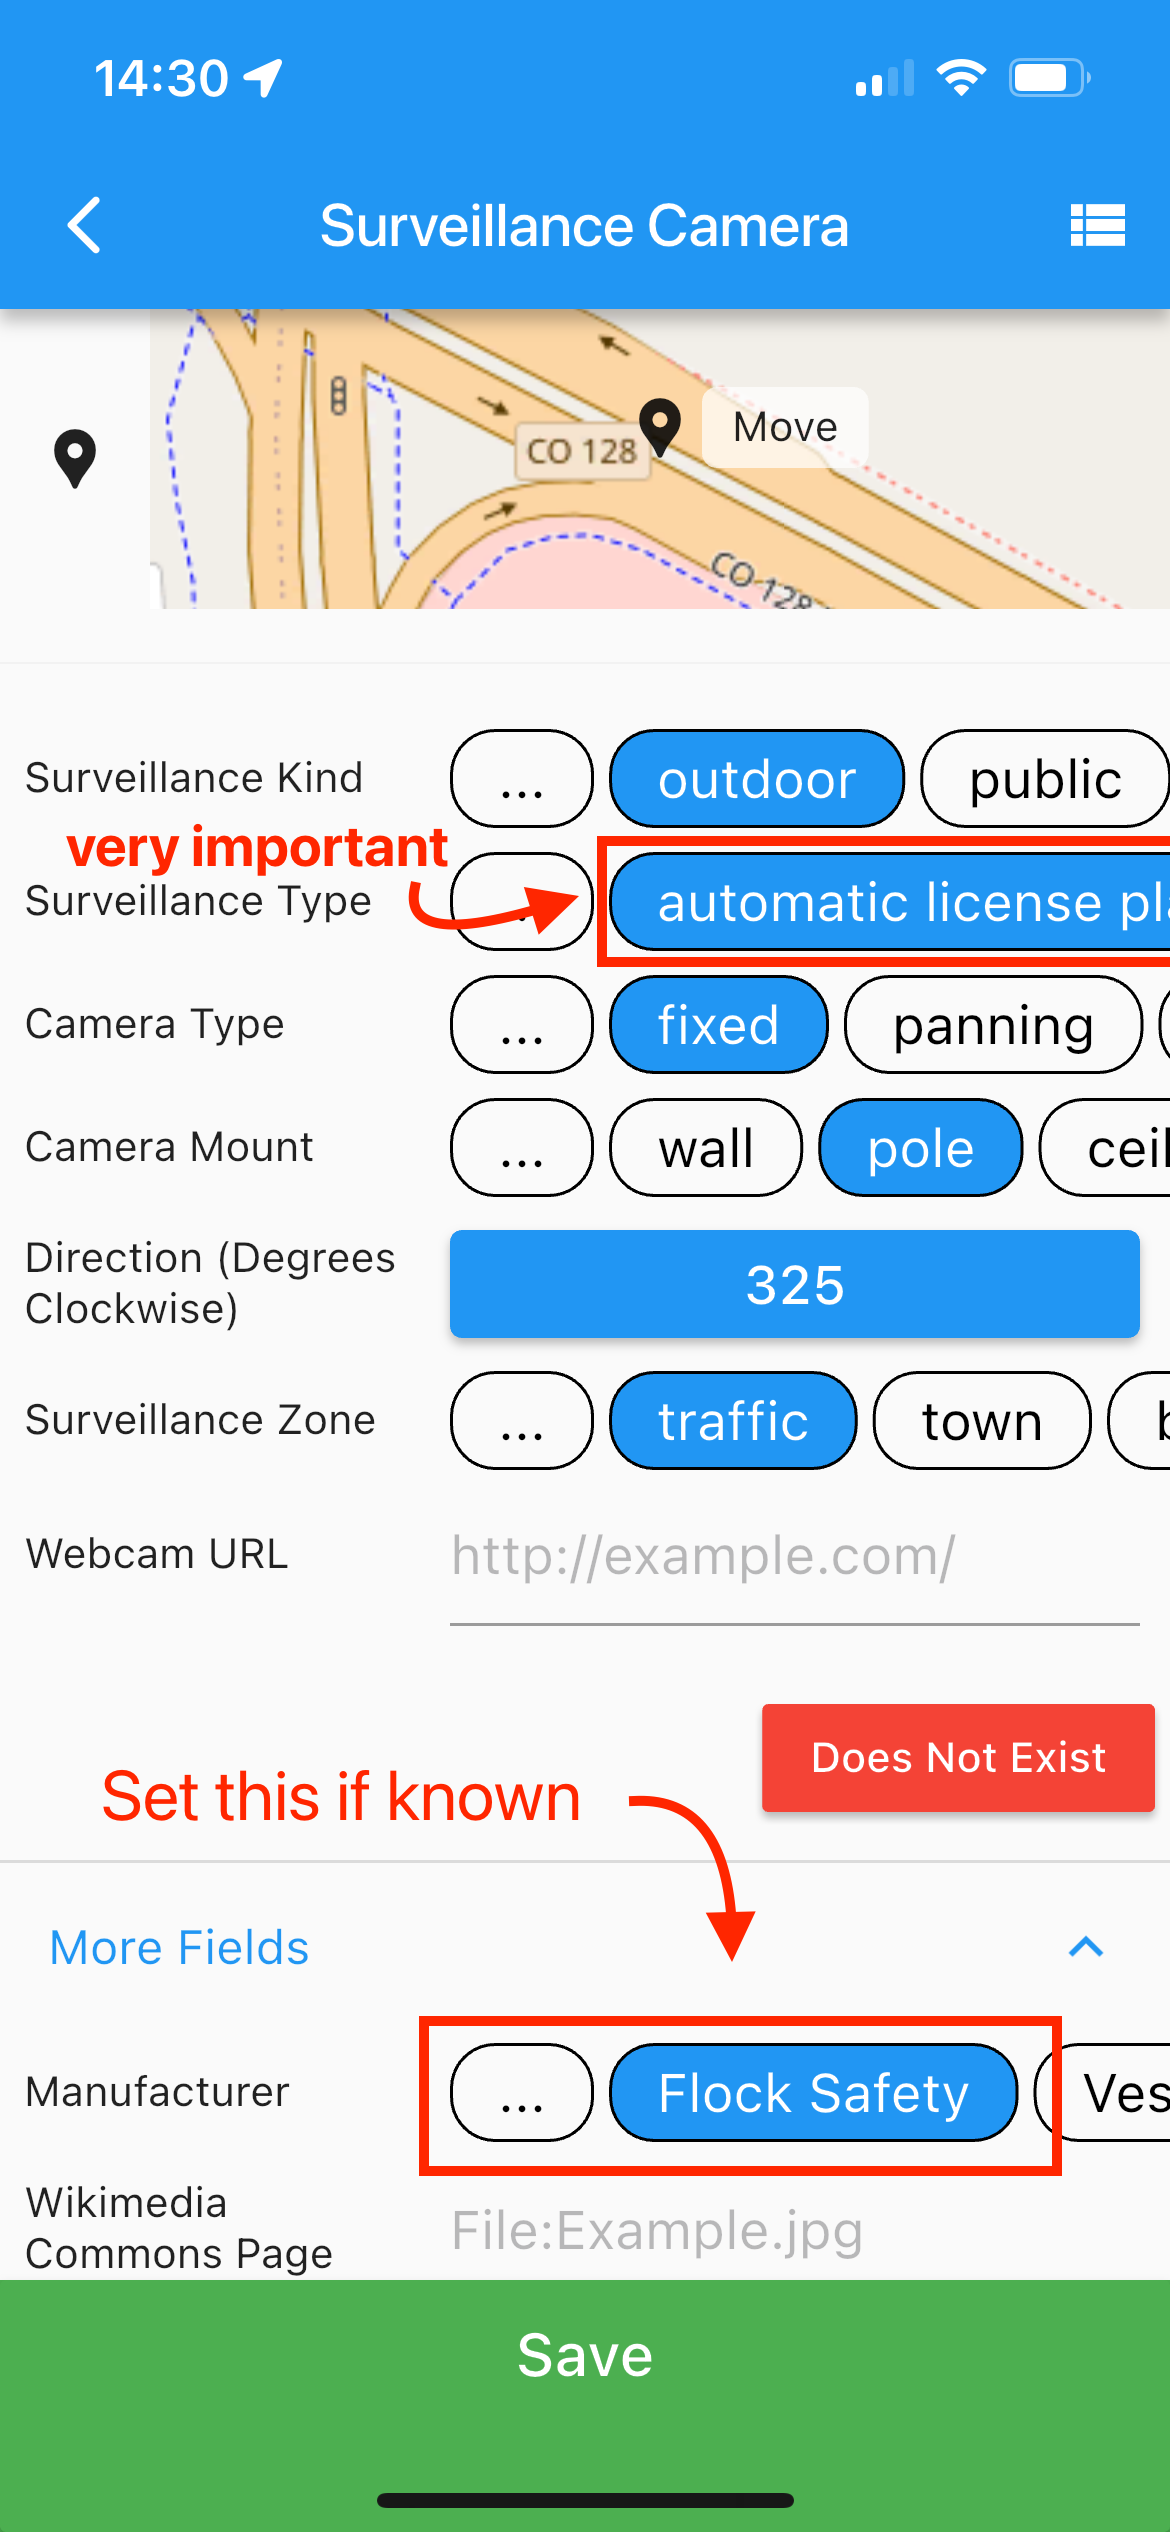 14:30
Surveillance Camera
Move
CO 128
CO 128
Surveillance Kind
... outdoor public
very important
Surveillance Type
automatic license pla
Camera Type
... fixed panning
Camera Mount
... wall pole ceil
Direction (Degrees
Clockwise)
325
Surveillance Zone
... traffic town b
Webcam URL
http://example.com/
Does Not Exist
Set this if known
More Fields
Manufacturer
... Flock Safety Ves
Wikimedia
Commons Page
File:Example.jpg
Save